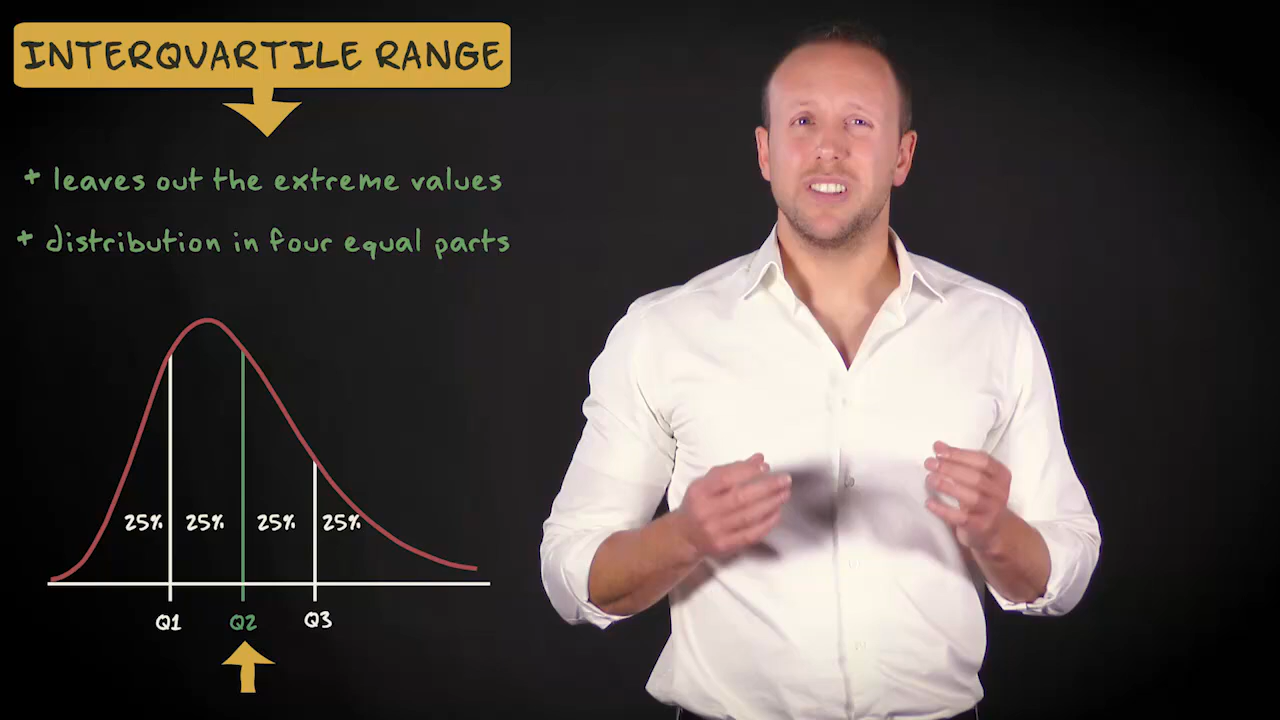 INTERQUARTILE RANGE
+ leaves out the extreme values
+ distribution in four equal parts
25% 25% 25% 25%
Q1 Q2 Q3